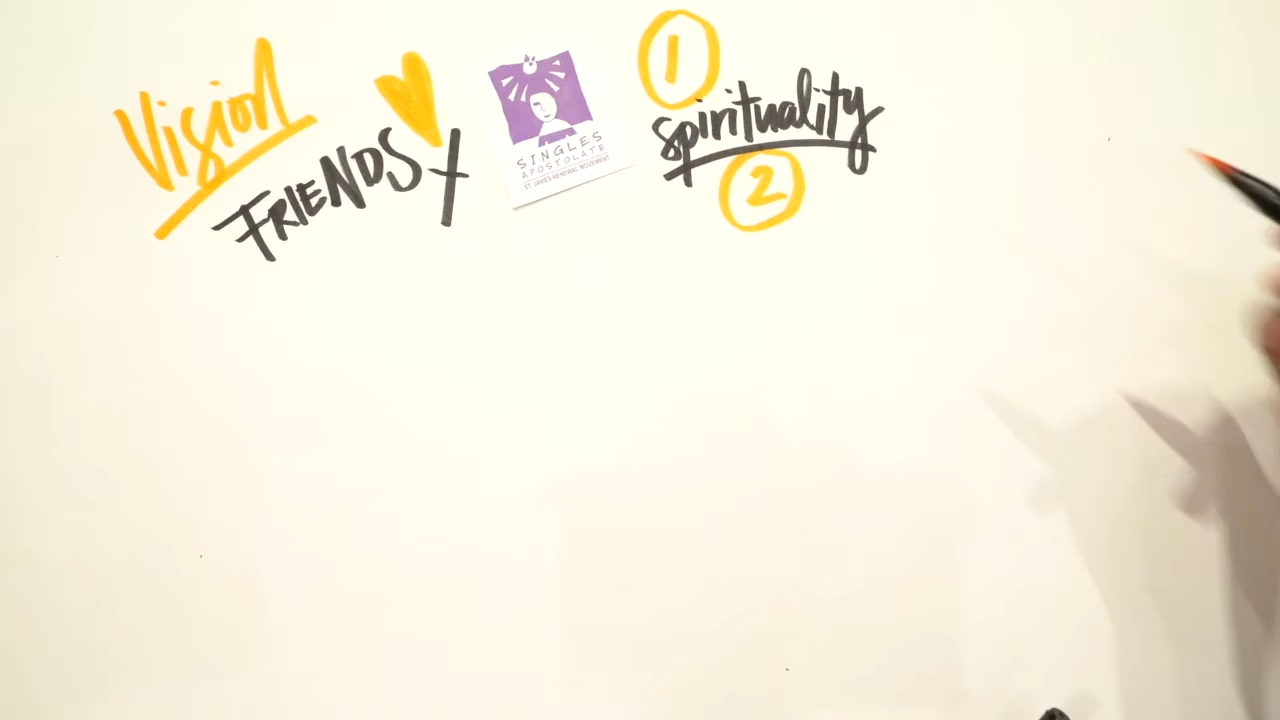 Vision
FRIENDS
SINGLES
APOSTOLATE
ST. JAMES RENEWAL MOVEMENT
1
spirituality
2